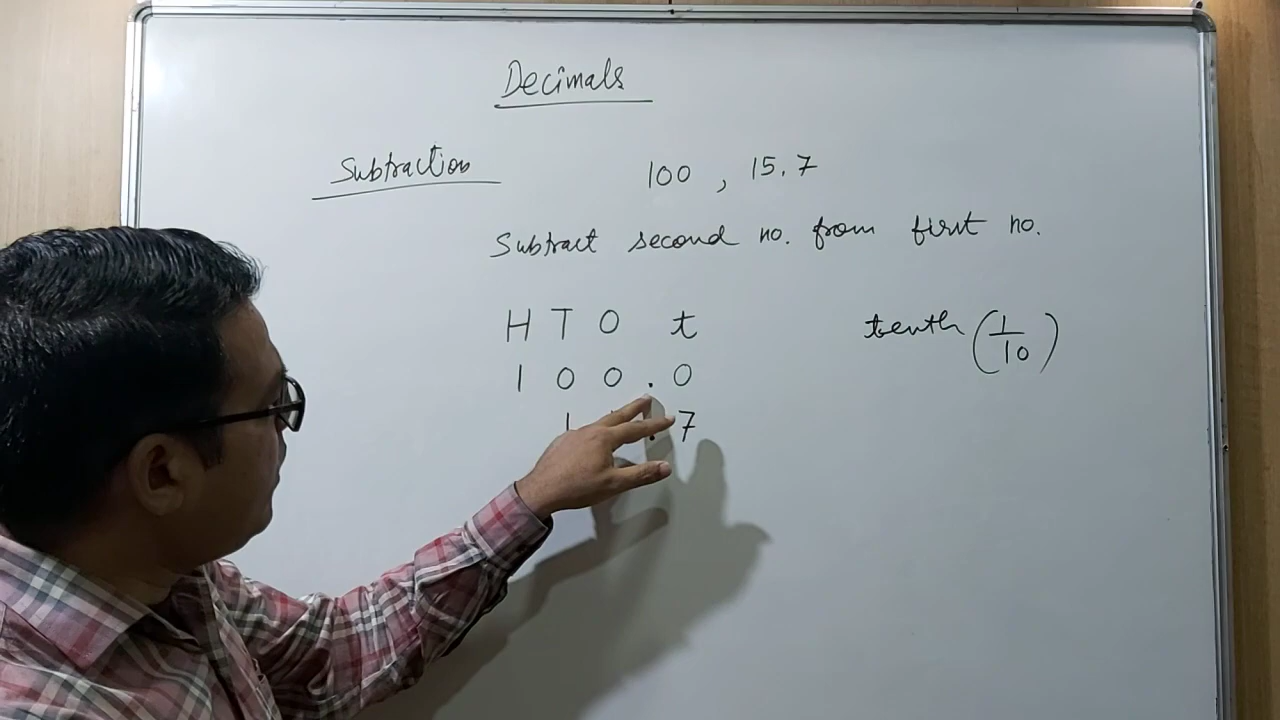 Decimals
Subtraction 100 , 15.7
Subtract second no. from first no.
H T O t tenth (1/10)
1 0 0 . 0
1 . 7